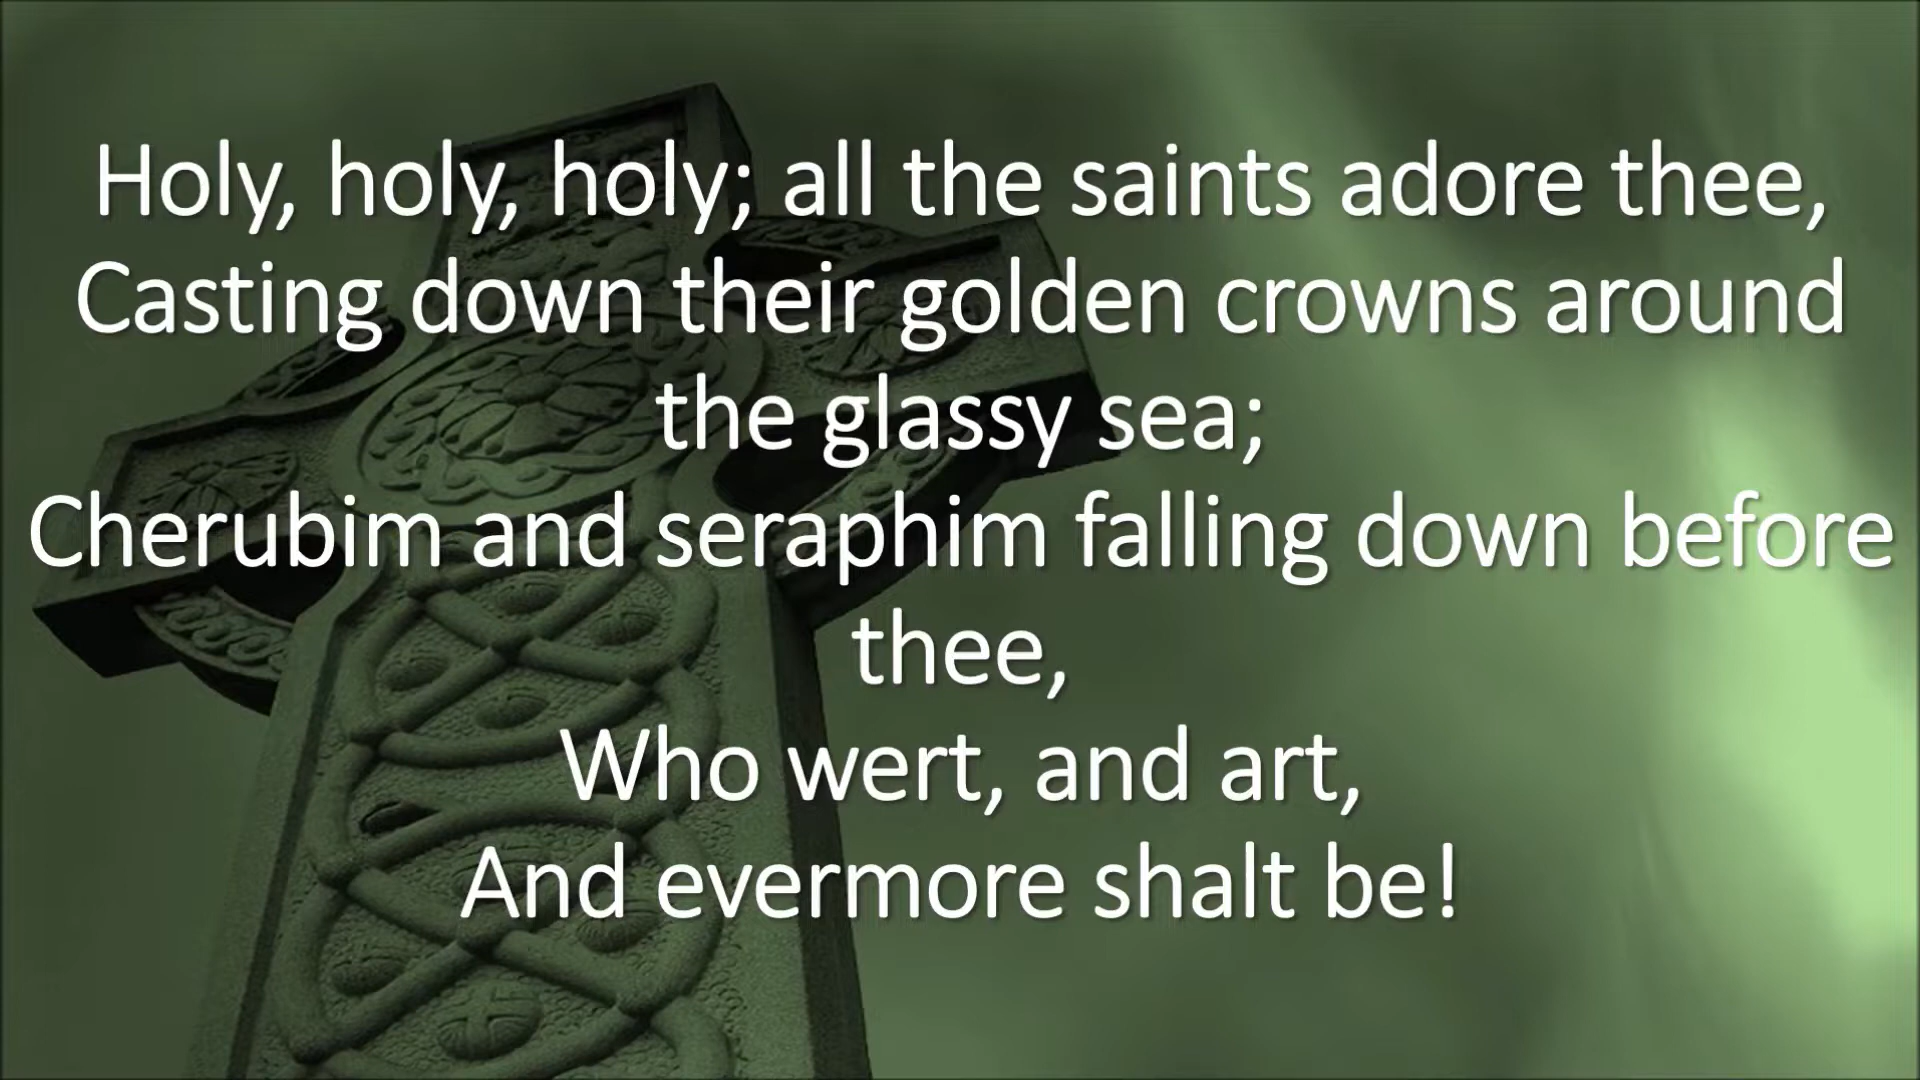 Holy, holy, holy; all the saints adore thee,
Casting down their golden crowns around
the glassy sea;
Cherubim and seraphim falling down before
thee,
Who wert, and art,
And evermore shalt be!